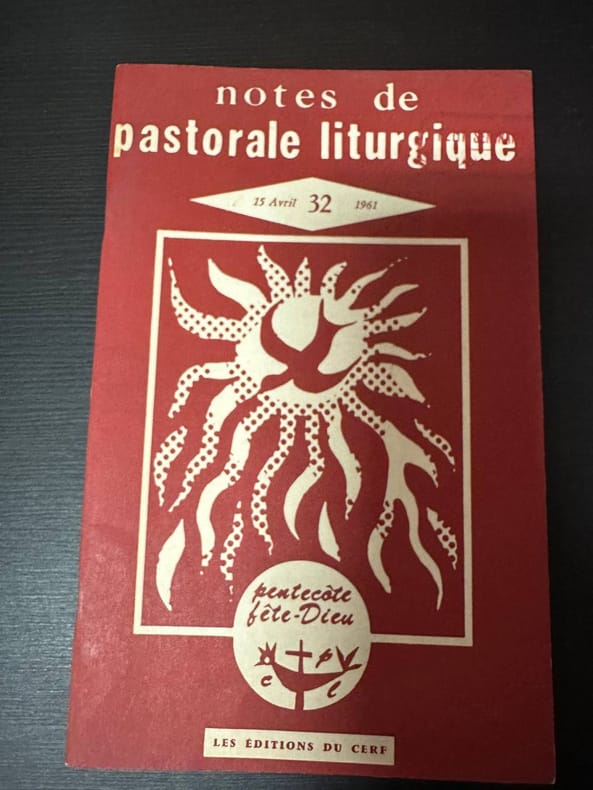 notes de
pastorale liturgique
15 Avril 32 1961
pentecôte
fête-Dieu
LES ÉDITIONS DU CERF